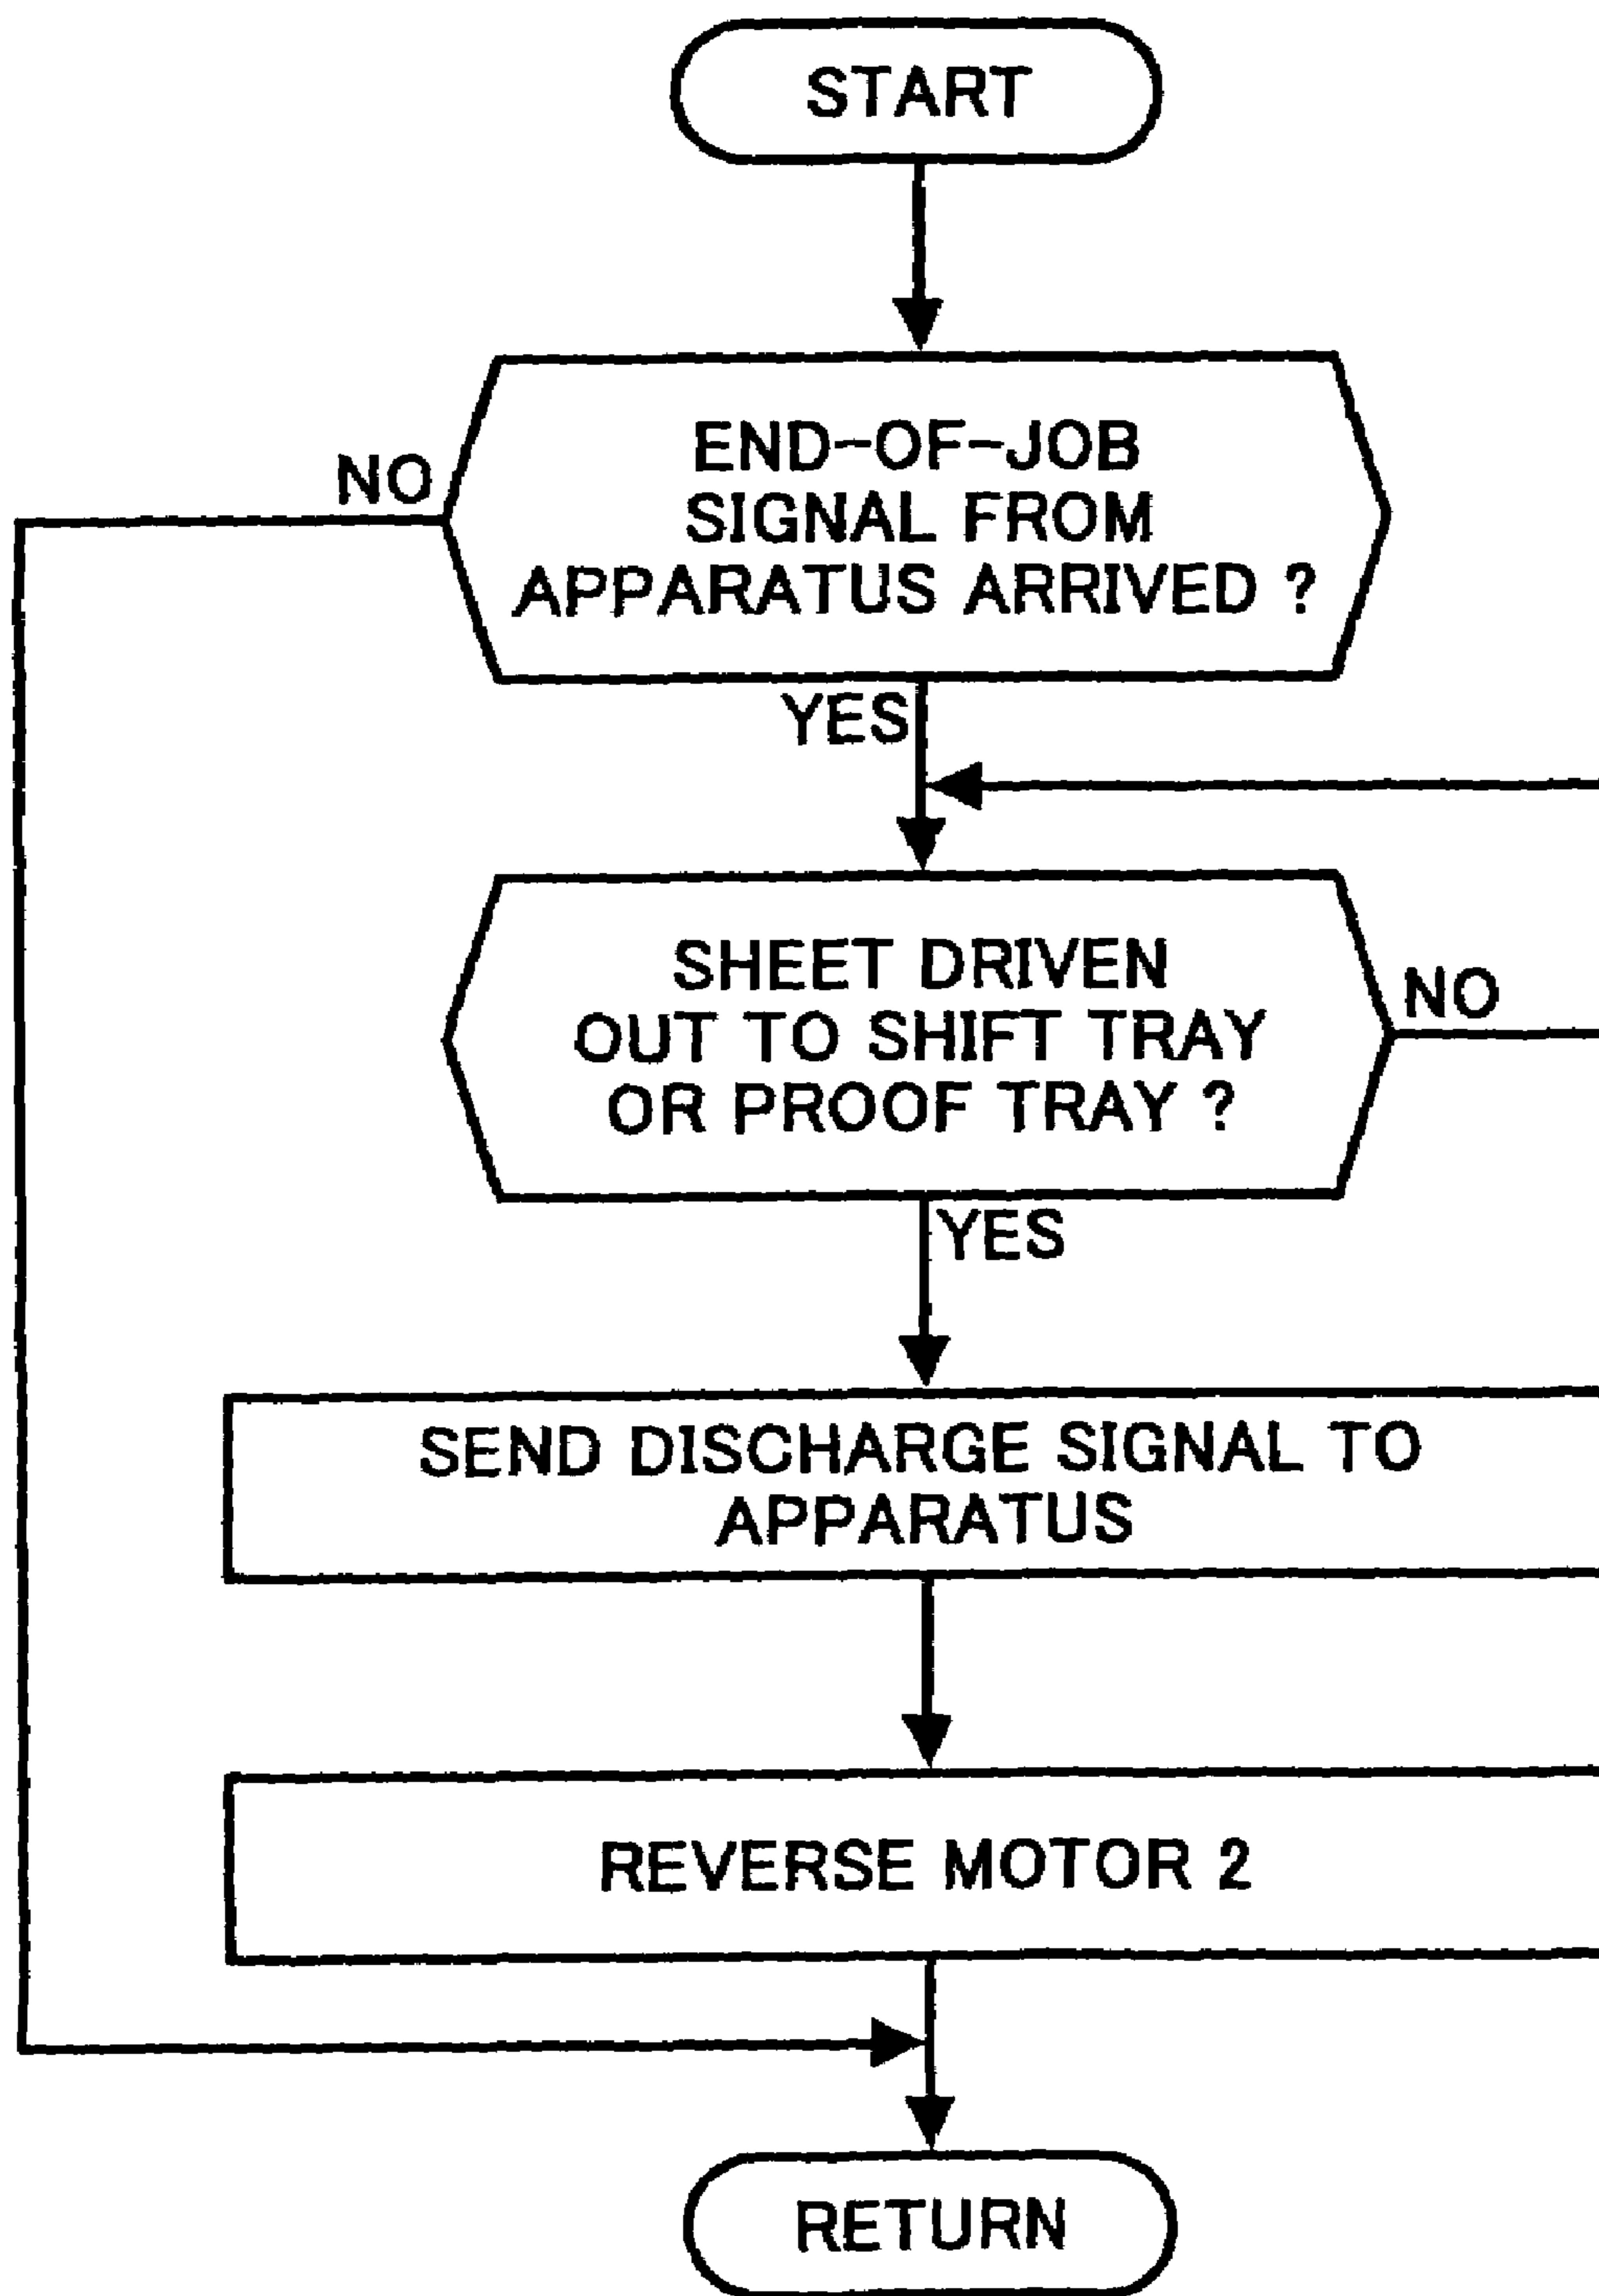 START
END-OF-JOB
SIGNAL FROM
APPARATUS ARRIVED ?
NO
YES
SHEET DRIVEN
OUT TO SHIFT TRAY
OR PROOF TRAY ?
NO
YES
SEND DISCHARGE SIGNAL TO
APPARATUS
REVERSE MOTOR 2
RETURN